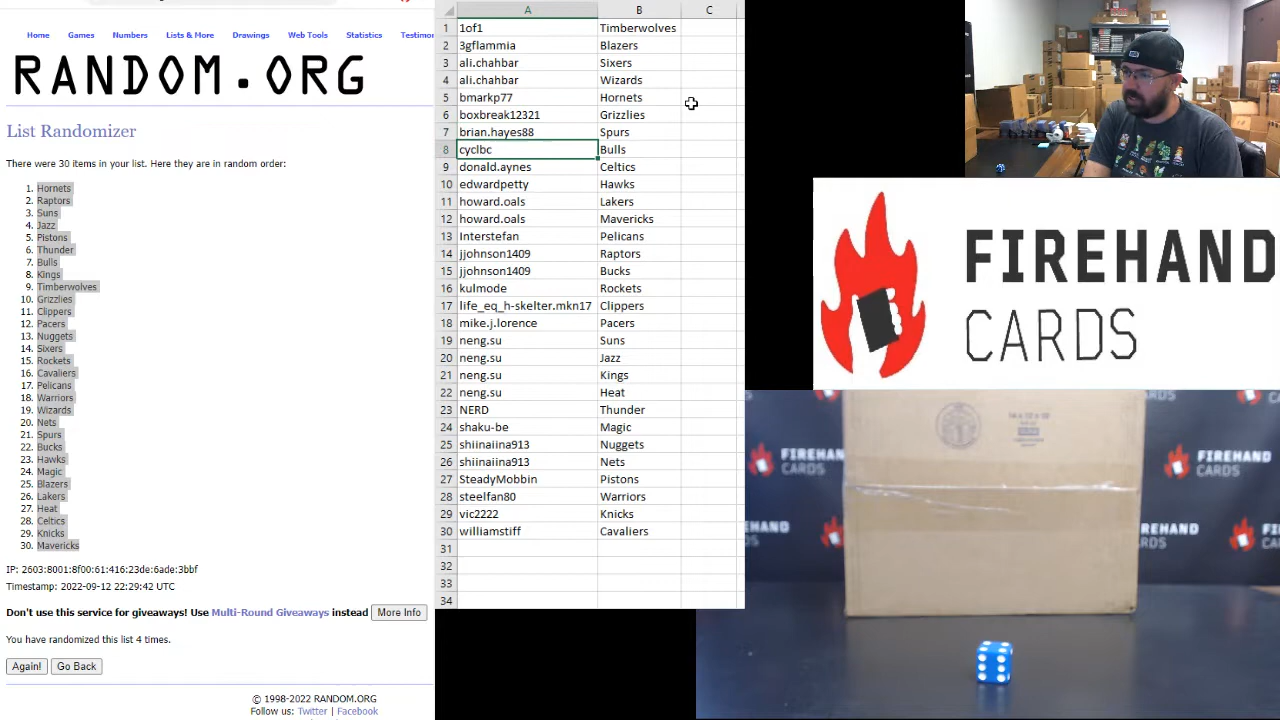 Home Games Numbers Lists & More Drawings Web Tools Statistics Testimor
RANDOM.ORG
List Randomizer
There were 30 items in your list. Here they are in random order:
1. Hornets
2. Raptors
3. Suns
4. Jazz
5. Pistons
6. Thunder
7. Bulls
8. Kings
9. Timberwolves
10. Grizzlies
11. Clippers
12. Pacers
13. Nuggets
14. Sixers
15. Rockets
16. Cavaliers
17. Pelicans
18. Warriors
19. Wizards
20. Nets
21. Spurs
22. Bucks
23. Hawks
24. Magic
25. Blazers
26. Lakers
27. Heat
28. Celtics
29. Knicks
30. Mavericks
IP: 2603:8001:8f00:61:416:23de:6ade:3bbf
Timestamp: 2022-09-12 22:29:42 UTC
Don't use this service for giveaways! Use Multi-Round Giveaways instead More Info
You have randomized this list 4 times.
Again! Go Back
© 1998-2022 RANDOM.ORG
Follow us: Twitter | Facebook
A B C
1 1of1 Timberwolves
2 3gflammia Blazers
3 ali.chahbar Sixers
4 ali.chahbar Wizards
5 bmarkp77 Hornets
6 boxbreak12321 Grizzlies
7 brian.hayes88 Spurs
8 cyclbc Bulls
9 donald.aynes Celtics
10 edwardpetty Hawks
11 howard.oals Lakers
12 howard.oals Mavericks
13 Interstefan Pelicans
14 jjohnson1409 Raptors
15 jjohnson1409 Bucks
16 kulmode Rockets
17 life_eq_h-skelter.mkn17 Clippers
18 mike.j.lorence Pacers
19 neng.su Suns
20 neng.su Jazz
21 neng.su Kings
22 neng.su Heat
23 NERD Thunder
24 shaku-be Magic
25 shiinaiina913 Nuggets
26 shiinaiina913 Nets
27 SteadyMobbin Pistons
28 steelfan80 Warriors
29 vic2222 Knicks
30 williamstiff Cavaliers
31
32
33
34
FIREHAND
CARDS
FIREHAND
CARDS
FIREHAND
CARDS